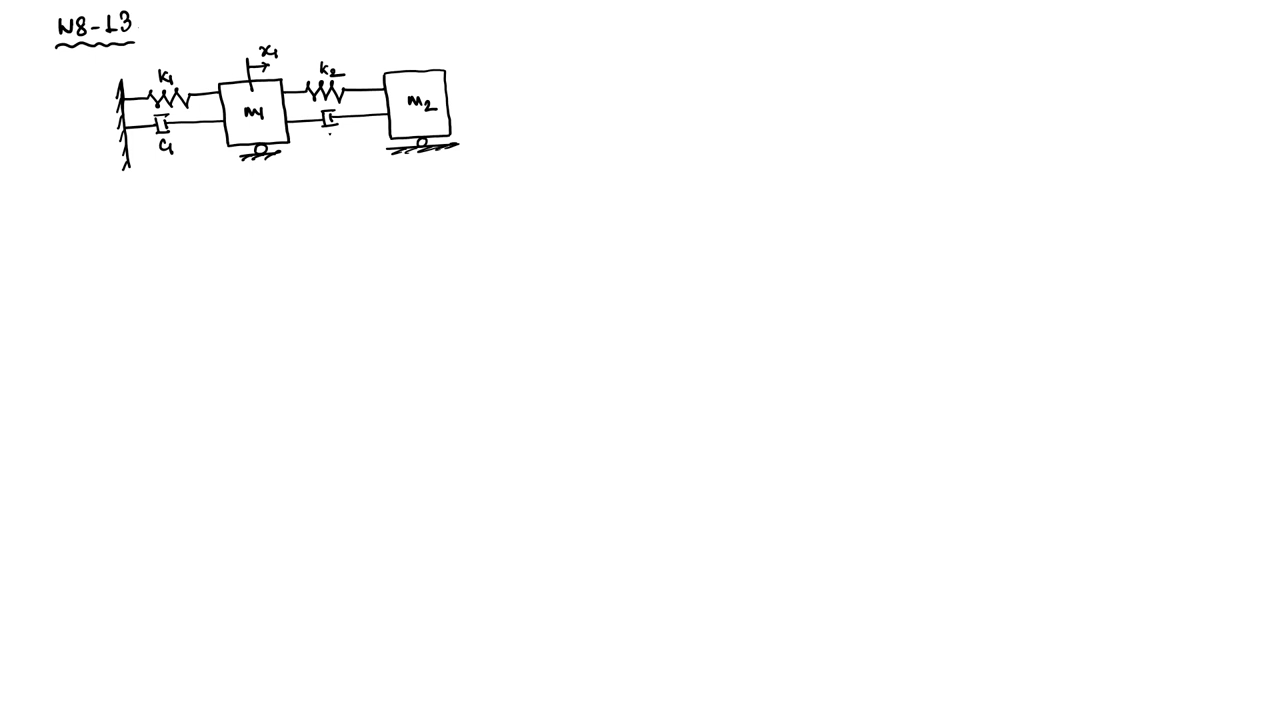 W8-L3
x₁
k₁ k₂
m₁ m₂
c₁